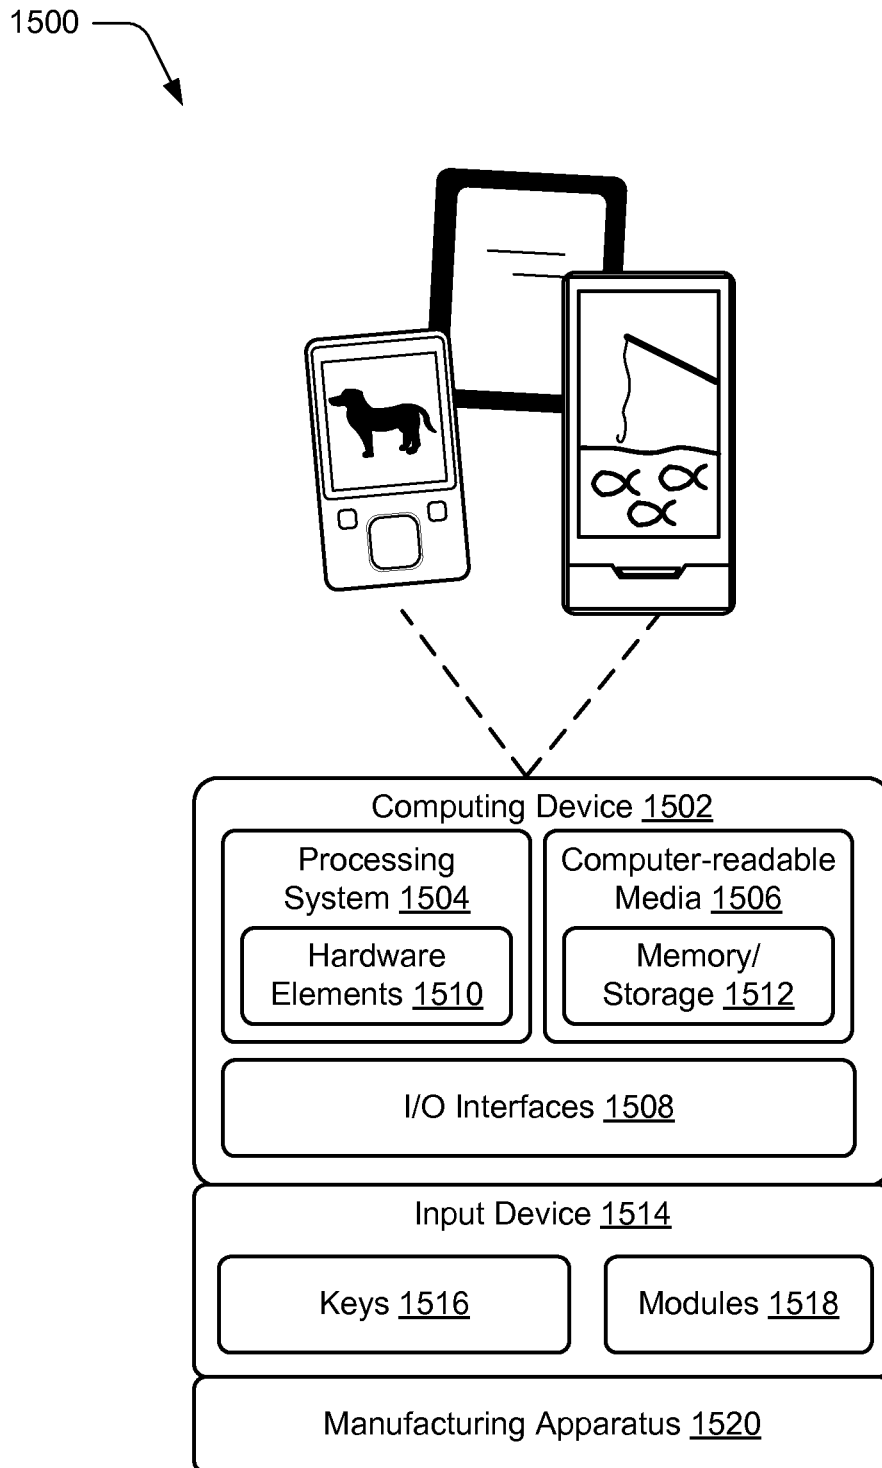 1500
Computing Device 1502
Processing
System 1504
Computer-readable
Media 1506
Hardware
Elements 1510
Memory/
Storage 1512
I/O Interfaces 1508
Input Device 1514
Keys 1516
Modules 1518
Manufacturing Apparatus 1520